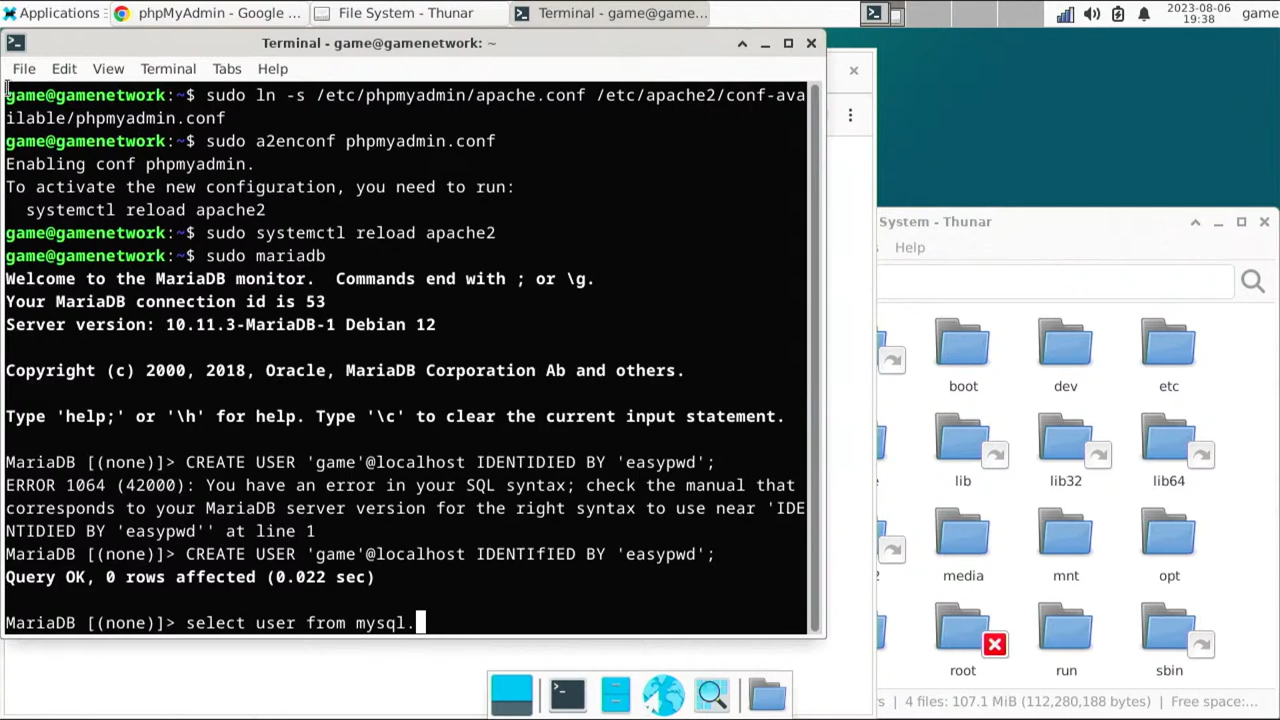 Applications
phpMyAdmin - Google ...
File System - Thunar
Terminal - game@game...
2023-08-06
19:38
game
Terminal - game@gamenetwork: ~
File Edit View Terminal Tabs Help
game@gamenetwork:~$ sudo ln -s /etc/phpmyadmin/apache.conf /etc/apache2/conf-ava
ilable/phpmyadmin.conf
game@gamenetwork:~$ sudo a2enconf phpmyadmin.conf
Enabling conf phpmyadmin.
To activate the new configuration, you need to run:
systemctl reload apache2
game@gamenetwork:~$ sudo systemctl reload apache2
game@gamenetwork:~$ sudo mariadb
Welcome to the MariaDB monitor.  Commands end with ; or \g.
Your MariaDB connection id is 53
Server version: 10.11.3-MariaDB-1 Debian 12
Copyright (c) 2000, 2018, Oracle, MariaDB Corporation Ab and others.
Type 'help;' or '\h' for help. Type '\c' to clear the current input statement.
MariaDB [(none)]> CREATE USER 'game'@localhost IDENTIDIED BY 'easypwd';
ERROR 1064 (42000): You have an error in your SQL syntax; check the manual that
corresponds to your MariaDB server version for the right syntax to use near 'IDE
NTIDIED BY 'easypwd'' at line 1
MariaDB [(none)]> CREATE USER 'game'@localhost IDENTIfIED BY 'easypwd';
Query OK, 0 rows affected (0.022 sec)
MariaDB [(none)]> select user from mysql.
System - Thunar
Help
boot dev etc
lib lib32 lib64
media mnt opt
root run sbin
4 files: 107.1 MiB (112,280,188 bytes) | Free space:...